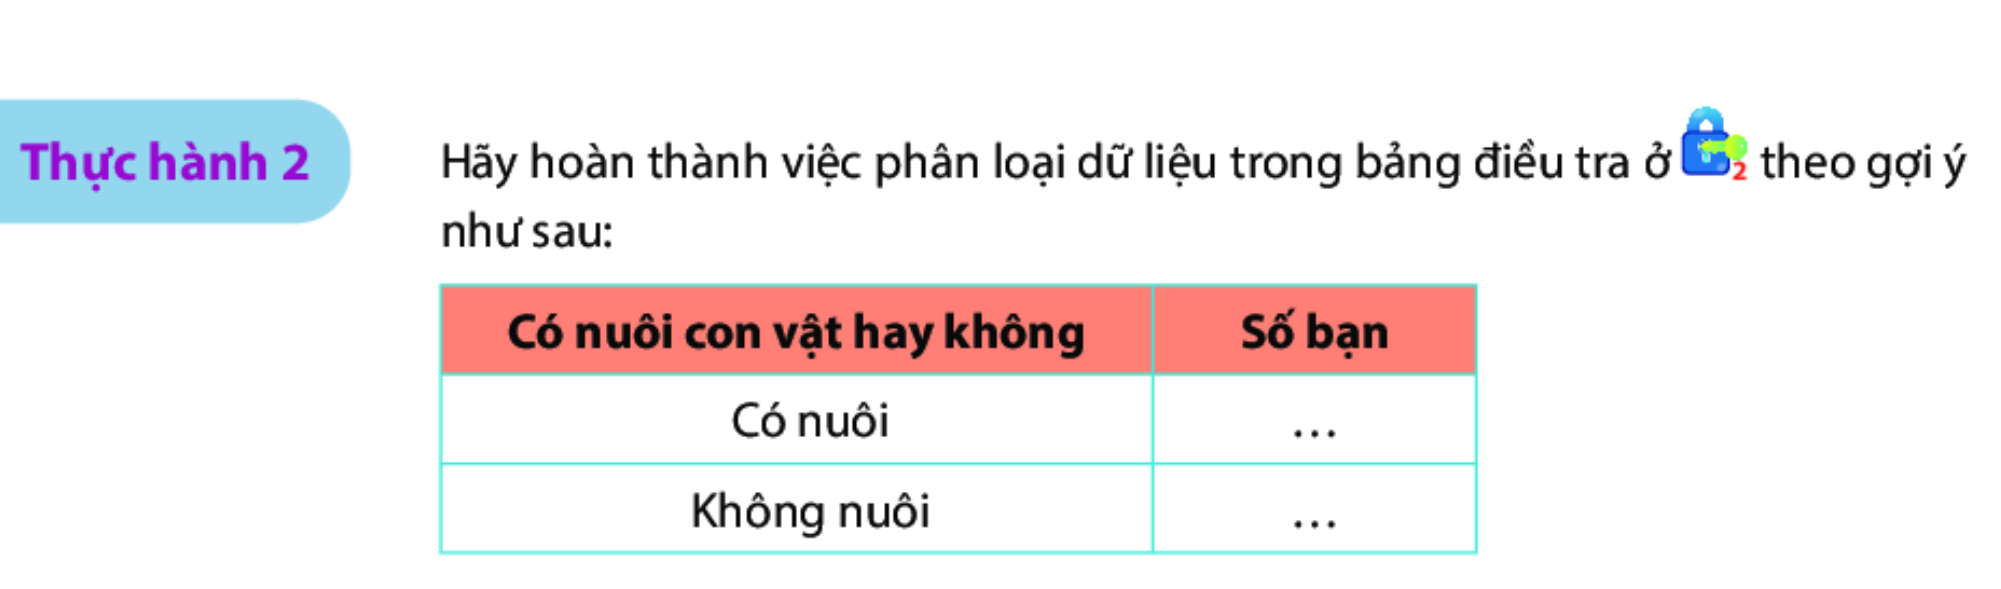 Thực hành 2
Hãy hoàn thành việc phân loại dữ liệu trong bảng điều tra ở 2 theo gợi ý
như sau:
Có nuôi con vật hay không Số bạn
Có nuôi ...
Không nuôi ...